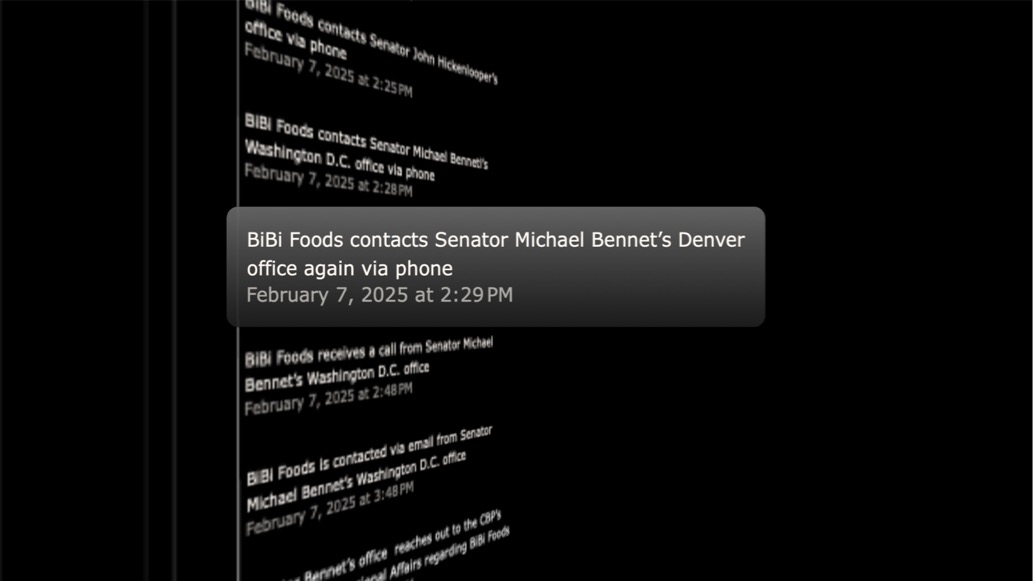 BiBi Foods contacts Senator John Hickenlooper's
office via phone
February 7, 2025 at 2:25 PM
BiBi Foods contacts Senator Michael Bennet's
Washington D.C. office via phone
February 7, 2025 at 2:28 PM
BiBi Foods contacts Senator Michael Bennet’s Denver
office again via phone
February 7, 2025 at 2:29 PM
BiBi Foods receives a call from Senator Michael
Bennet's Washington D.C. office
February 7, 2025 at 2:48 PM
BiBi Foods is contacted via email from Senator
Michael Bennet's Washington D.C. office
February 7, 2025 at 3:48 PM
Bennet's office reaches out to the CBP's
Affairs regarding BiBi Foods